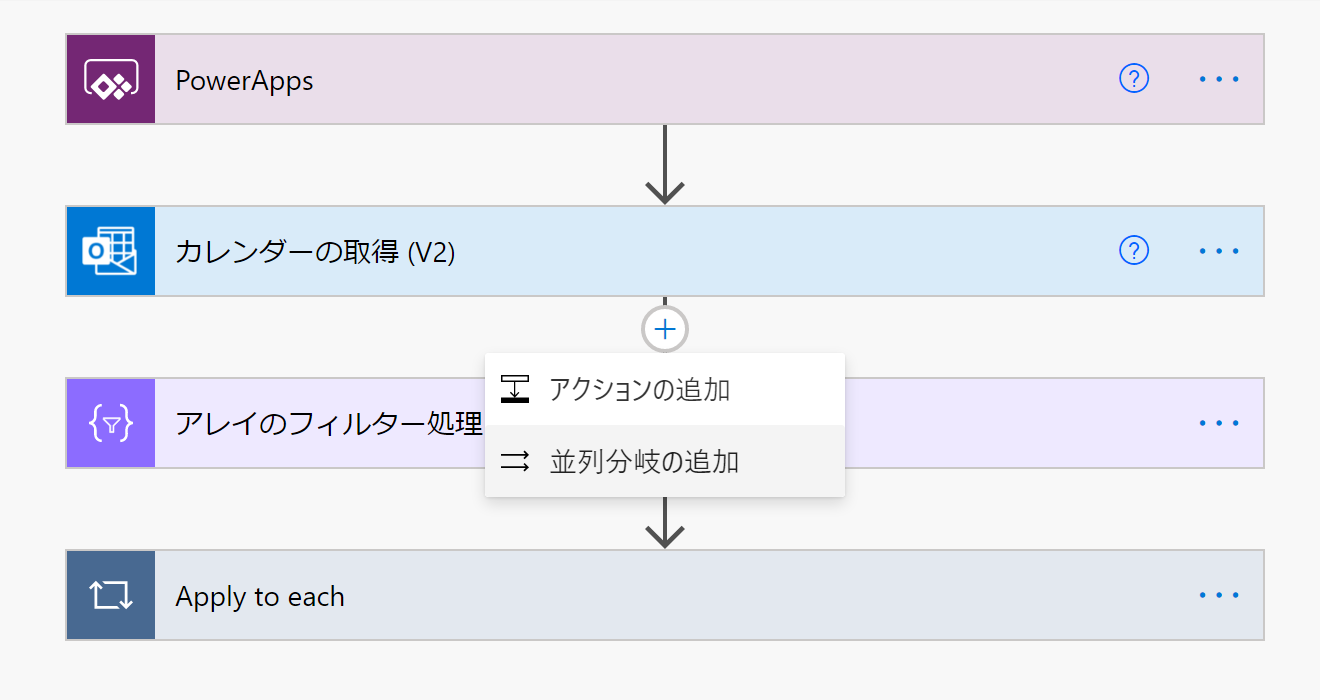 PowerApps
カレンダーの取得 (V2)
アクションの追加
アレイのフィルター処理
並列分岐の追加
Apply to each